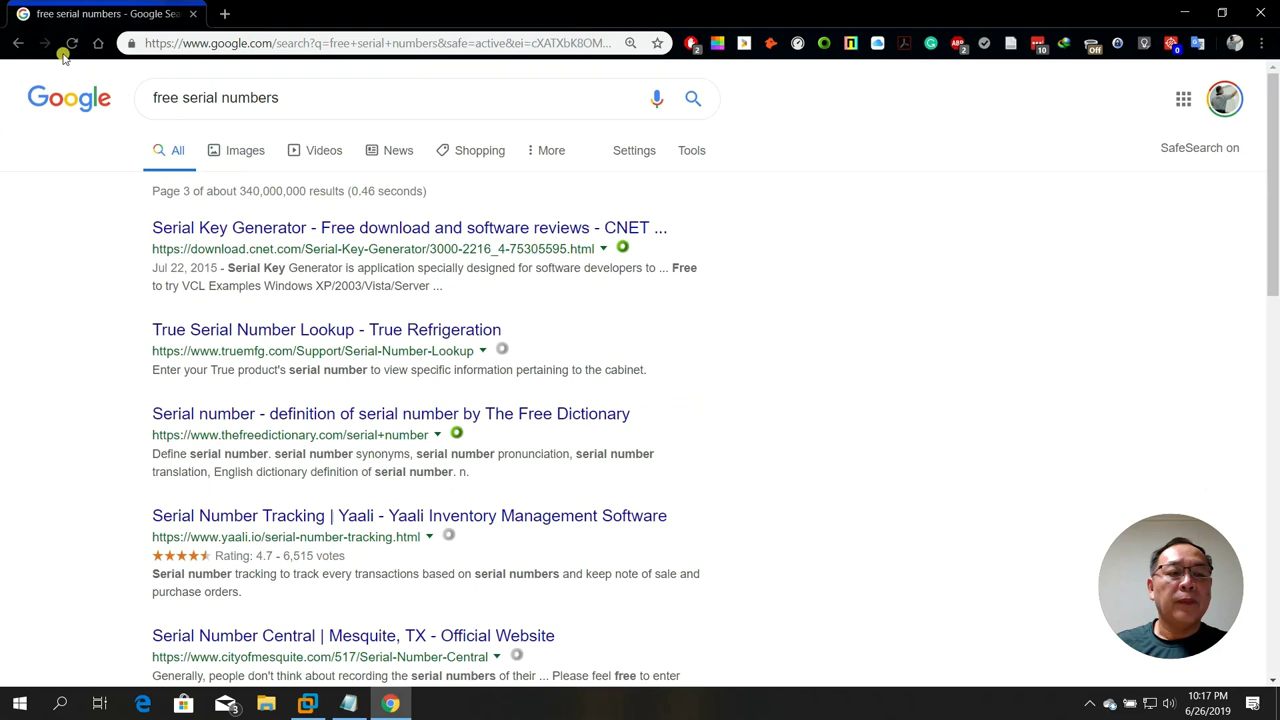 free serial numbers - Google Sea
https://www.google.com/search?q=free+serial+numbers&safe=active&ei=cXATXbK8OM...
Google
free serial numbers
All
Images
Videos
News
Shopping
More
Settings
Tools
SafeSearch on
Page 3 of about 340,000,000 results (0.46 seconds)
Serial Key Generator - Free download and software reviews - CNET ...
https://download.cnet.com/Serial-Key-Generator/3000-2216_4-75305595.html
Jul 22, 2015 - Serial Key Generator is application specially designed for software developers to ... Free
to try VCL Examples Windows XP/2003/Vista/Server ...
True Serial Number Lookup - True Refrigeration
https://www.truemfg.com/Support/Serial-Number-Lookup
Enter your True product's serial number to view specific information pertaining to the cabinet.
Serial number - definition of serial number by The Free Dictionary
https://www.thefreedictionary.com/serial+number
Define serial number. serial number synonyms, serial number pronunciation, serial number
translation, English dictionary definition of serial number. n.
Serial Number Tracking | Yaali - Yaali Inventory Management Software
https://www.yaali.io/serial-number-tracking.html
Rating: 4.7 - 6,515 votes
Serial number tracking to track every transactions based on serial numbers and keep note of sale and
purchase orders.
Serial Number Central | Mesquite, TX - Official Website
https://www.cityofmesquite.com/517/Serial-Number-Central
Generally, people don't think about recording the serial numbers of their ... Please feel free to enter
10:17 PM
6/26/2019